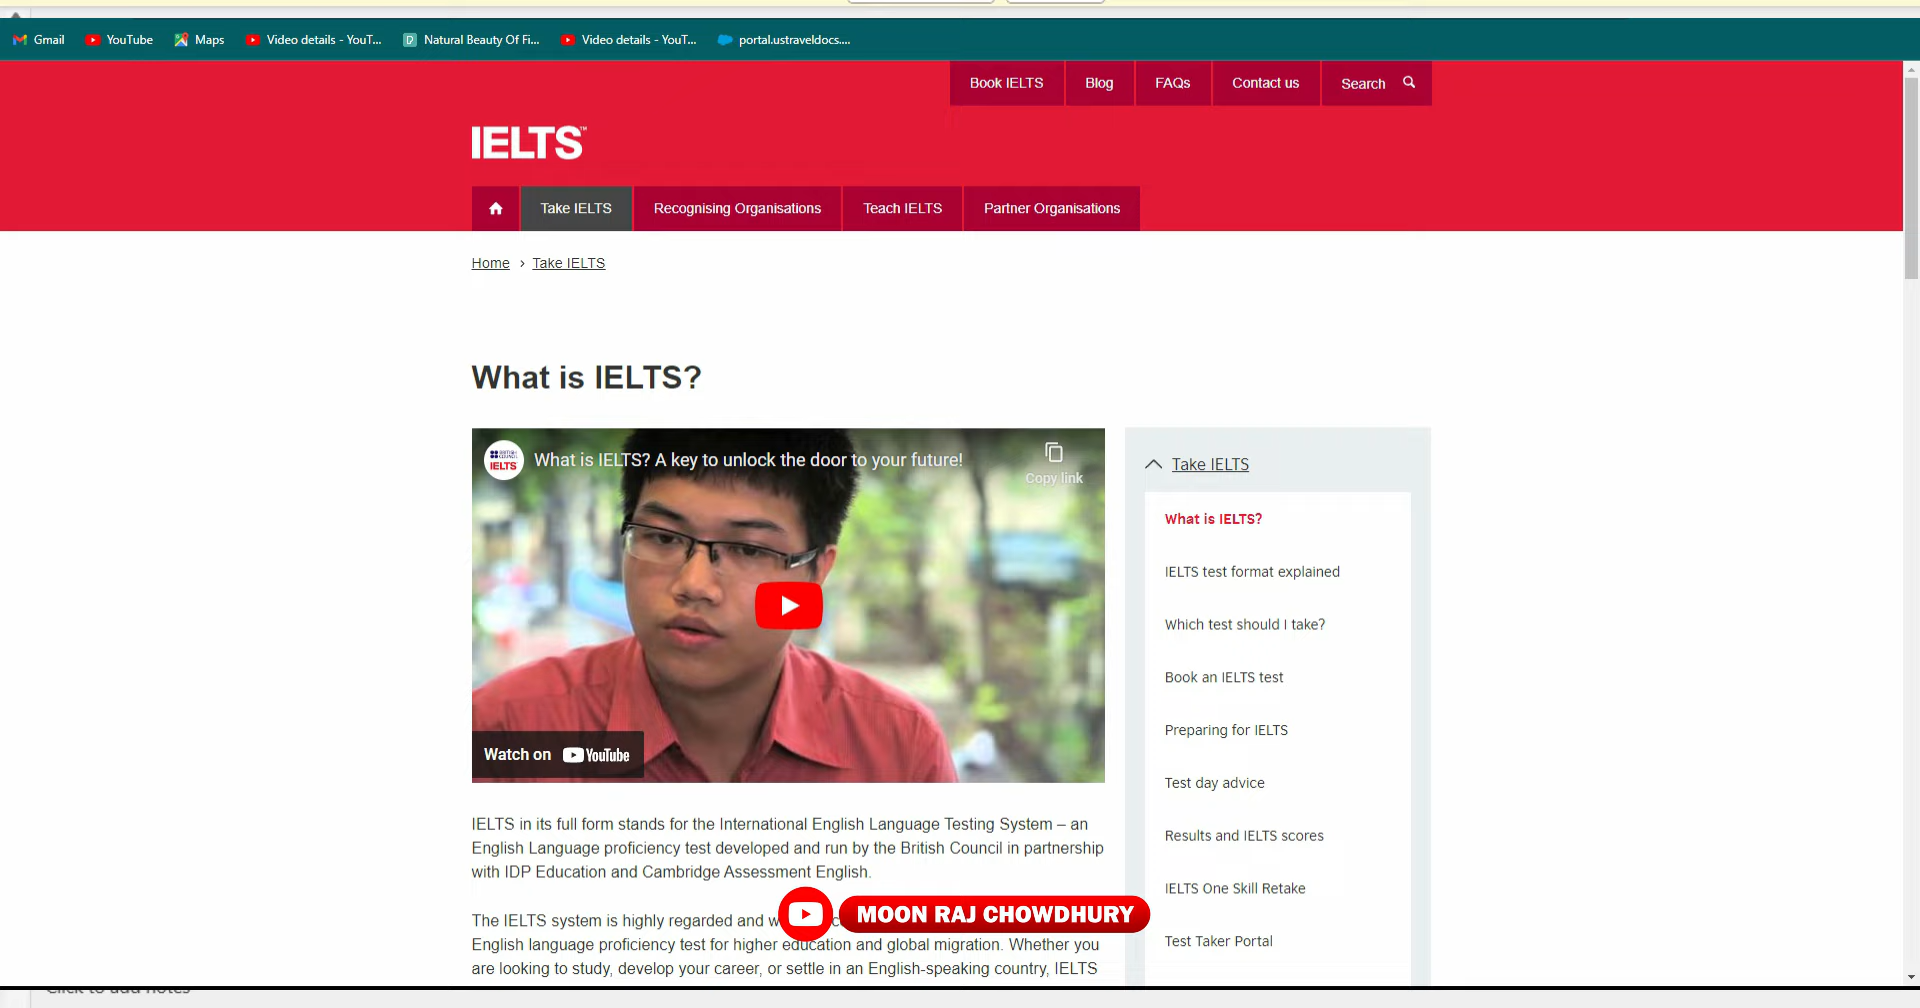 Gmail
YouTube
Maps
Video details - YouT...
Natural Beauty Of Fi...
Video details - YouT...
portal.ustraveldocs....
Book IELTS
Blog
FAQs
Contact us
Search
IELTS™
Take IELTS
Recognising Organisations
Teach IELTS
Partner Organisations
Home › Take IELTS
What is IELTS?
BRITISH COUNCIL
IELTS
What is IELTS? A key to unlock the door to your future!
Copy link
Watch on YouTube
IELTS in its full form stands for the International English Language Testing System – an
English Language proficiency test developed and run by the British Council in partnership
with IDP Education and Cambridge Assessment English.
The IELTS system is highly regarded and
English language proficiency test for higher education and global migration. Whether you
are looking to study, develop your career, or settle in an English-speaking country, IELTS
MOON RAJ CHOWDHURY
Take IELTS
What is IELTS?
IELTS test format explained
Which test should I take?
Book an IELTS test
Preparing for IELTS
Test day advice
Results and IELTS scores
IELTS One Skill Retake
Test Taker Portal
Click to add notes